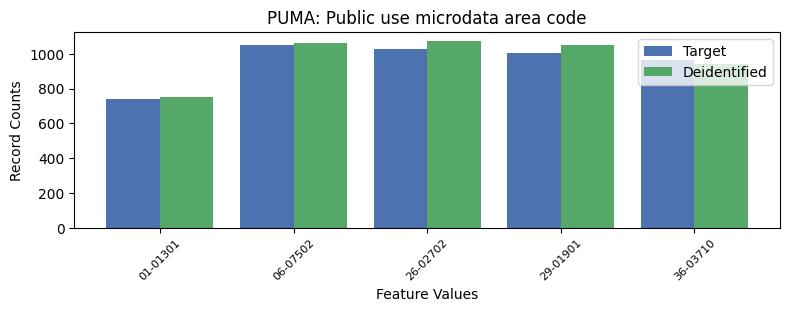 PUMA: Public use microdata area code
Target
Deidentified
Record Counts
1000
800
600
400
200
0
01-01301
06-07502
26-02702
29-01901
36-03710
Feature Values